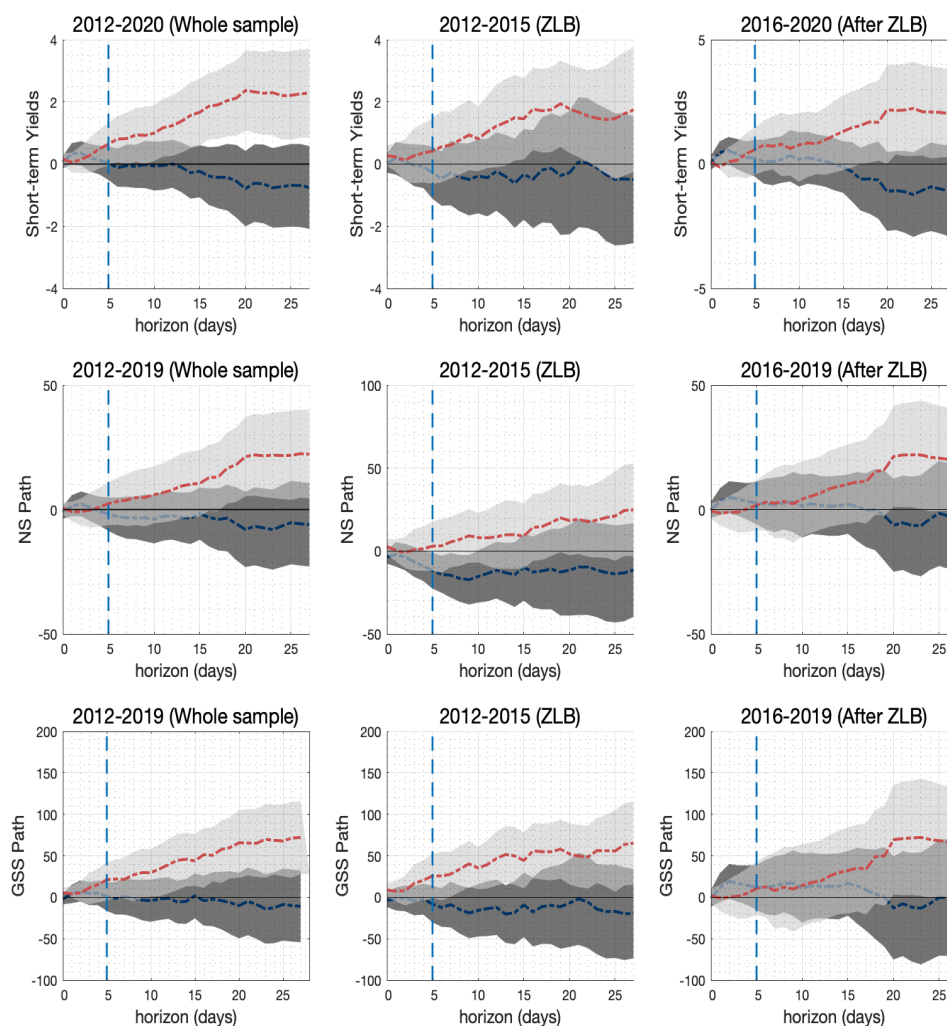 2012-2020 (Whole sample)
2012-2015 (ZLB)
2016-2020 (After ZLB)
Short-term Yields
4
2
0
-2
-4
0 5 10 15 20 25
horizon (days)
Short-term Yields
4
2
0
-2
-4
0 5 10 15 20 25
horizon (days)
Short-term Yields
5
0
-5
0 5 10 15 20 25
horizon (days)
2012-2019 (Whole sample)
2012-2015 (ZLB)
2016-2019 (After ZLB)
NS Path
50
0
-50
0 5 10 15 20 25
horizon (days)
NS Path
100
50
0
-50
0 5 10 15 20 25
horizon (days)
NS Path
50
0
-50
0 5 10 15 20 25
horizon (days)
2012-2019 (Whole sample)
2012-2015 (ZLB)
2016-2019 (After ZLB)
GSS Path
200
150
100
50
0
-50
-100
0 5 10 15 20 25
horizon (days)
GSS Path
200
150
100
50
0
-50
-100
0 5 10 15 20 25
horizon (days)
GSS Path
200
150
100
50
0
-50
-100
0 5 10 15 20 25
horizon (days)